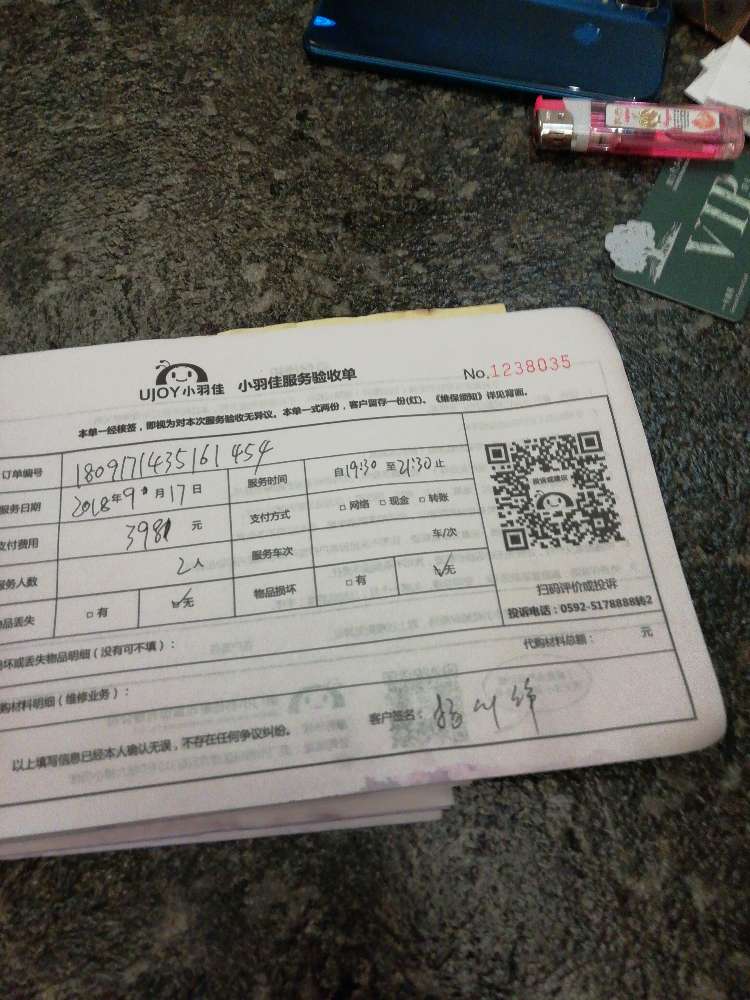 VIP
UJOY小羽佳 小羽佳服务验收单 No.1238035
本单一经核签，即视为对本次服务验收无异议。本单一式两份，客户留存一份(红)。《维保须知》详见背面。
订单编号 1809171435161454
服务日期 2018年9月17日 服务时间 自19:30至21:30止
支付费用 398 元 支付方式 □网络 □现金 □转账
服务人数 2人 服务车次 车/次
品丢失 □有 ☑无 物品损坏 □有 ☑无
扫码评价或投诉
投诉电话：0592-5178888转2
坏或丢失物品明细（没有可不填）： 代购材料总额： 元
购材料明细（维修业务）：
以上填写信息已经本人确认无误，不存在任何争议纠纷。 客户签名：